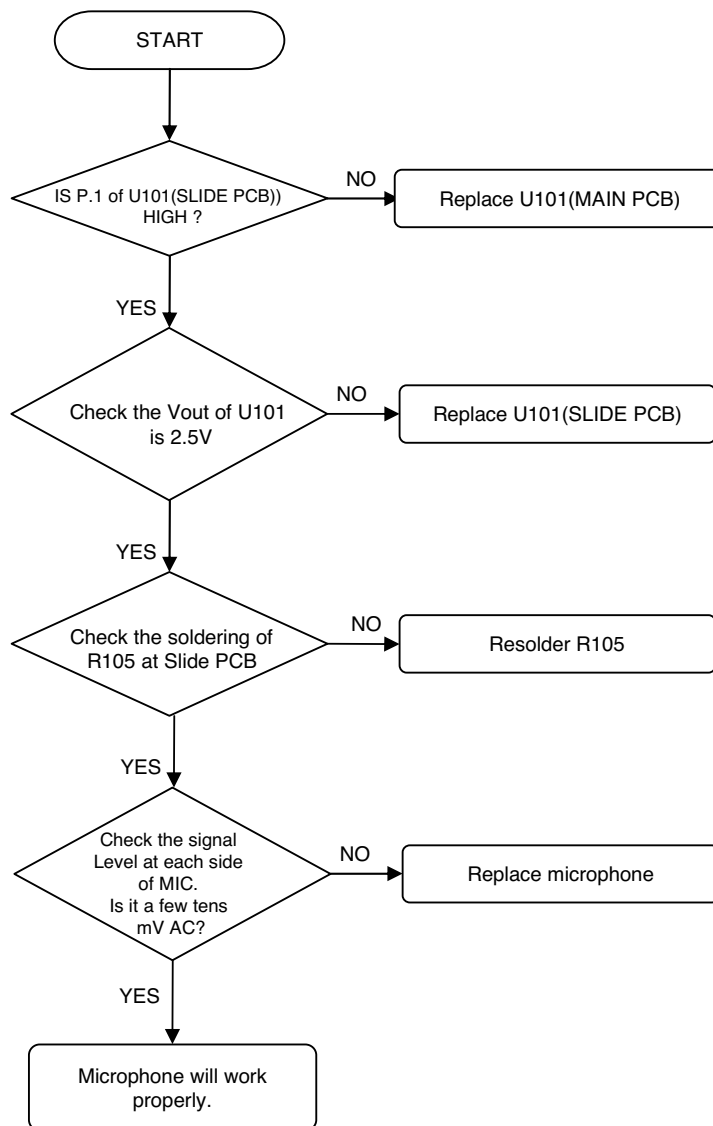 START
IS P.1 of U101(SLIDE PCB))
HIGH ?
NO
Replace U101(MAIN PCB)
YES
Check the Vout of U101
is 2.5V
NO
Replace U101(SLIDE PCB)
YES
Check the soldering of
R105 at Slide PCB
NO
Resolder R105
YES
Check the signal
Level at each side
of MIC.
Is it a few tens
mV AC?
NO
Replace microphone
YES
Microphone will work
properly.